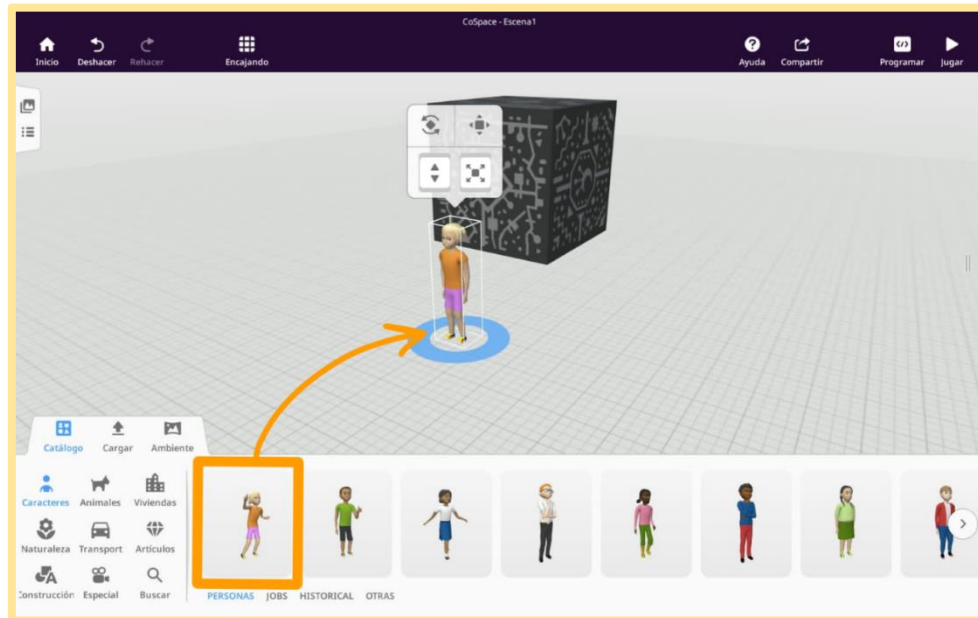 CoSpace - Escena1
Inicio Deshacer Rehacer Encajando Ayuda Compartir Programar Jugar
Catálogo Cargar Ambiente
Caracteres Animales Viviendas
Naturaleza Transport Artículos
Construcción Especial Buscar
PERSONAS JOBS HISTORICAL OTRAS